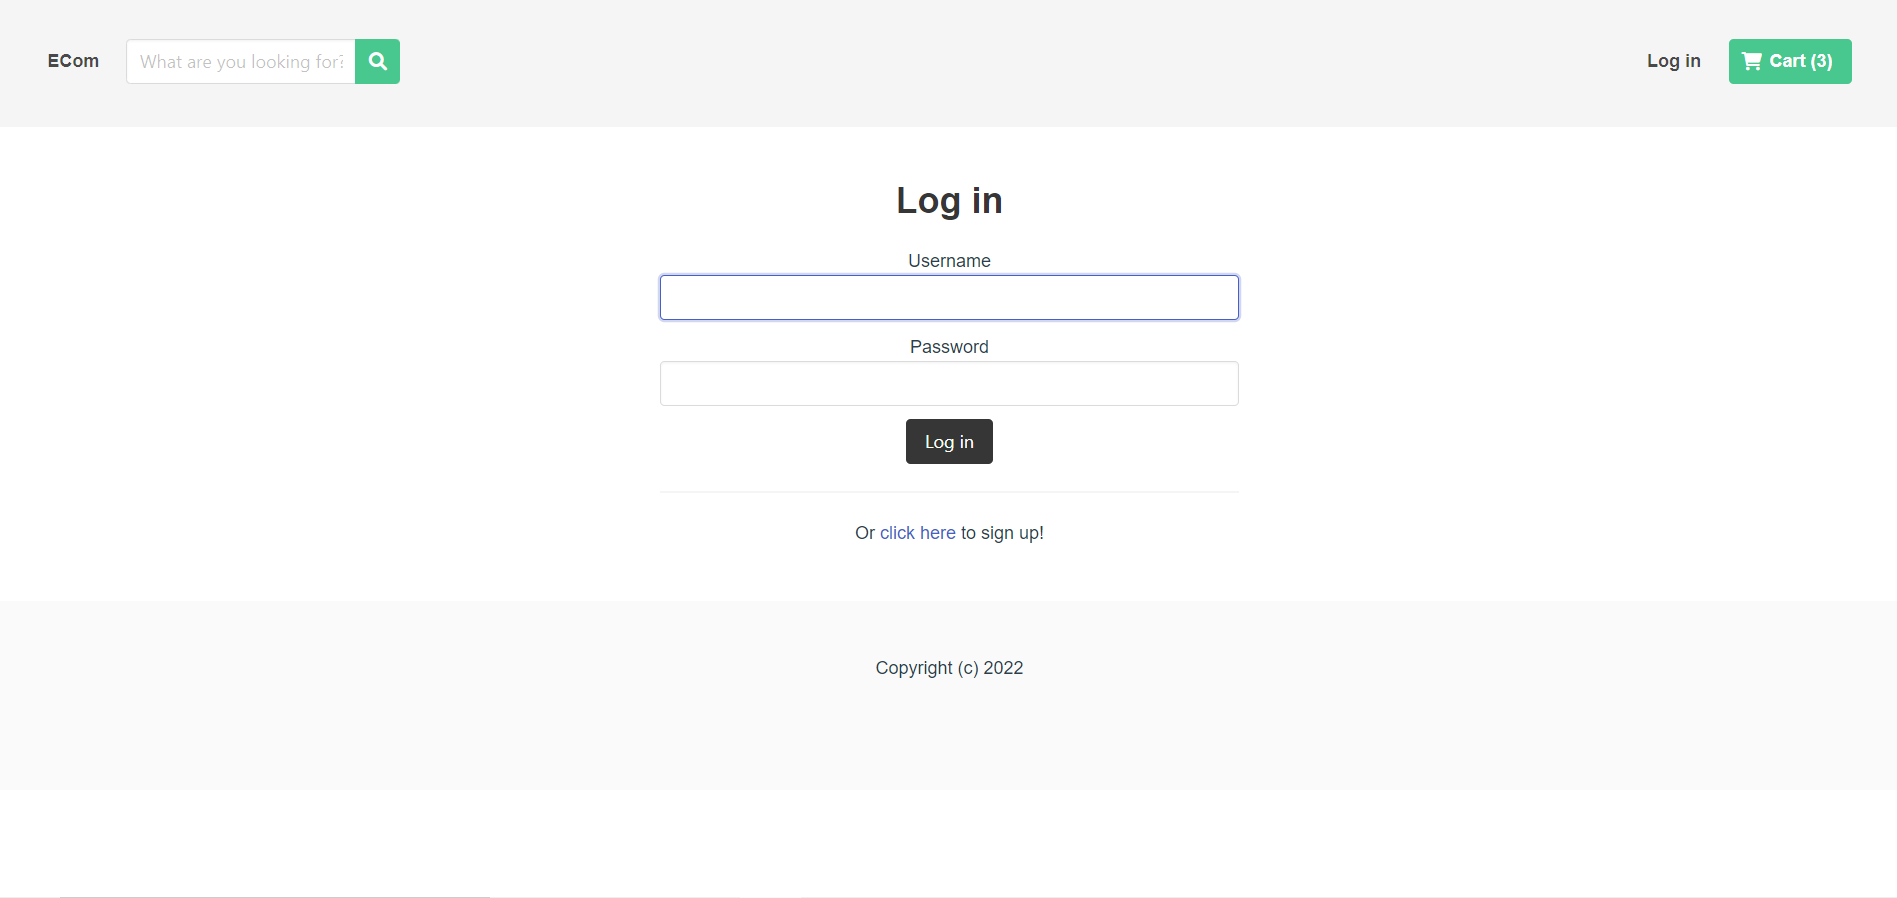 ECom
What are you looking for?
Log in
Cart (3)
Log in
Username
Password
Log in
Or click here to sign up!
Copyright (c) 2022